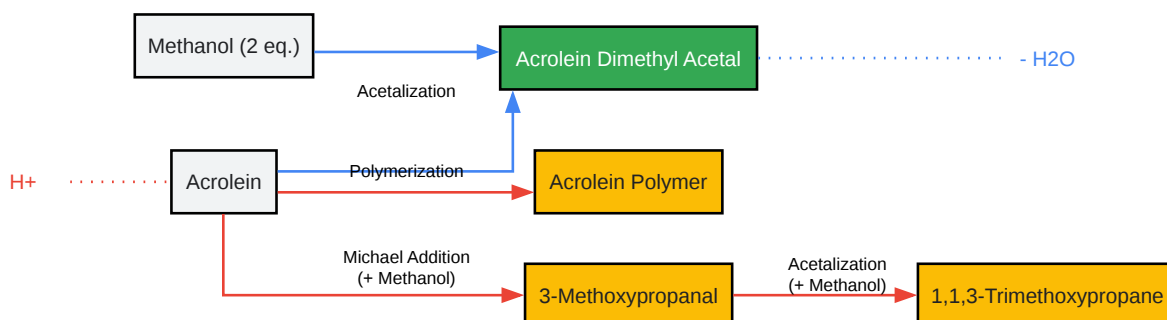 Methanol (2 eq.)
Acrolein Dimethyl Acetal
- H2O
Acetalization
H+
Acrolein
Polymerization
Acrolein Polymer
Michael Addition
(+ Methanol)
3-Methoxypropanal
Acetalization
(+ Methanol)
1,1,3-Trimethoxypropane